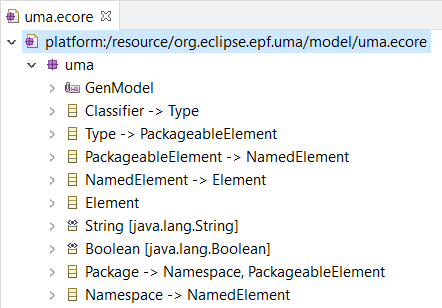 uma.ecore
platform:/resource/org.eclipse.epf.uma/model/uma.ecore
uma
GenModel
Classifier -> Type
Type -> PackageableElement
PackageableElement -> NamedElement
NamedElement -> Element
Element
String [java.lang.String]
Boolean [java.lang.Boolean]
Package -> Namespace, PackageableElement
Namespace -> NamedElement